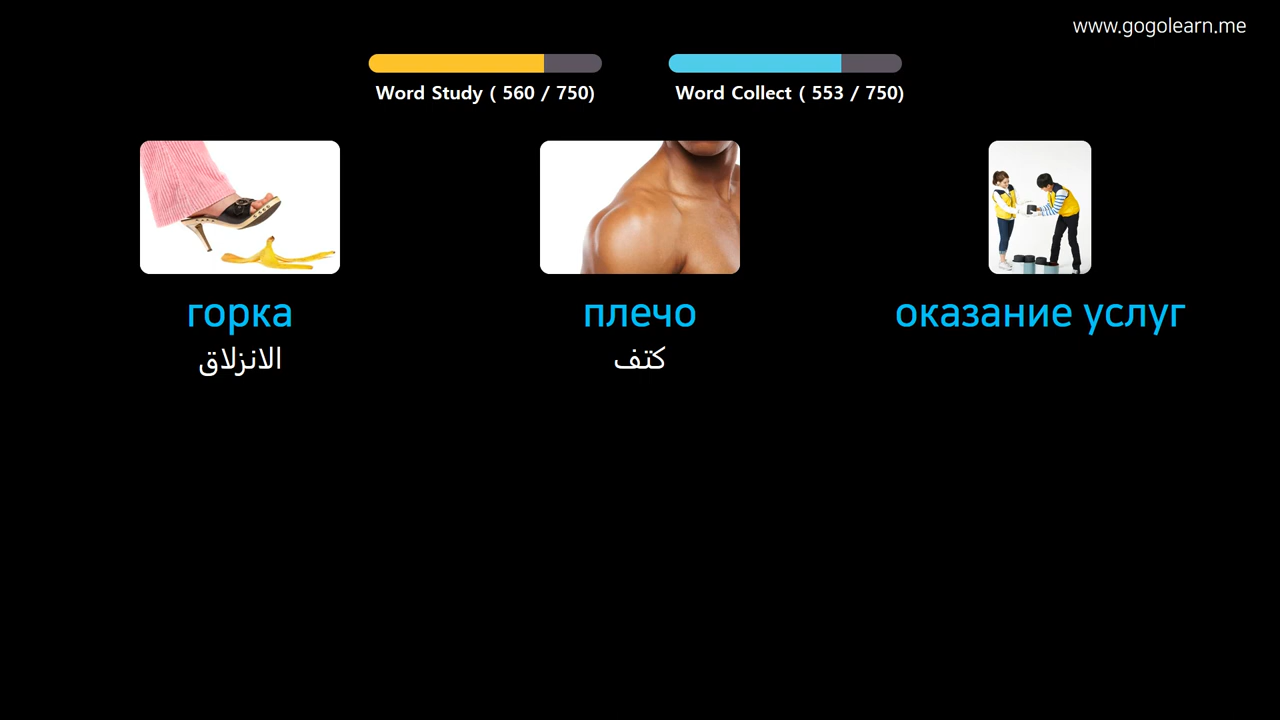 www.gogolearn.me
Word Study ( 560 / 750)
Word Collect ( 553 / 750)
горка
плечо
оказание услуг
الانزلاق
كتف